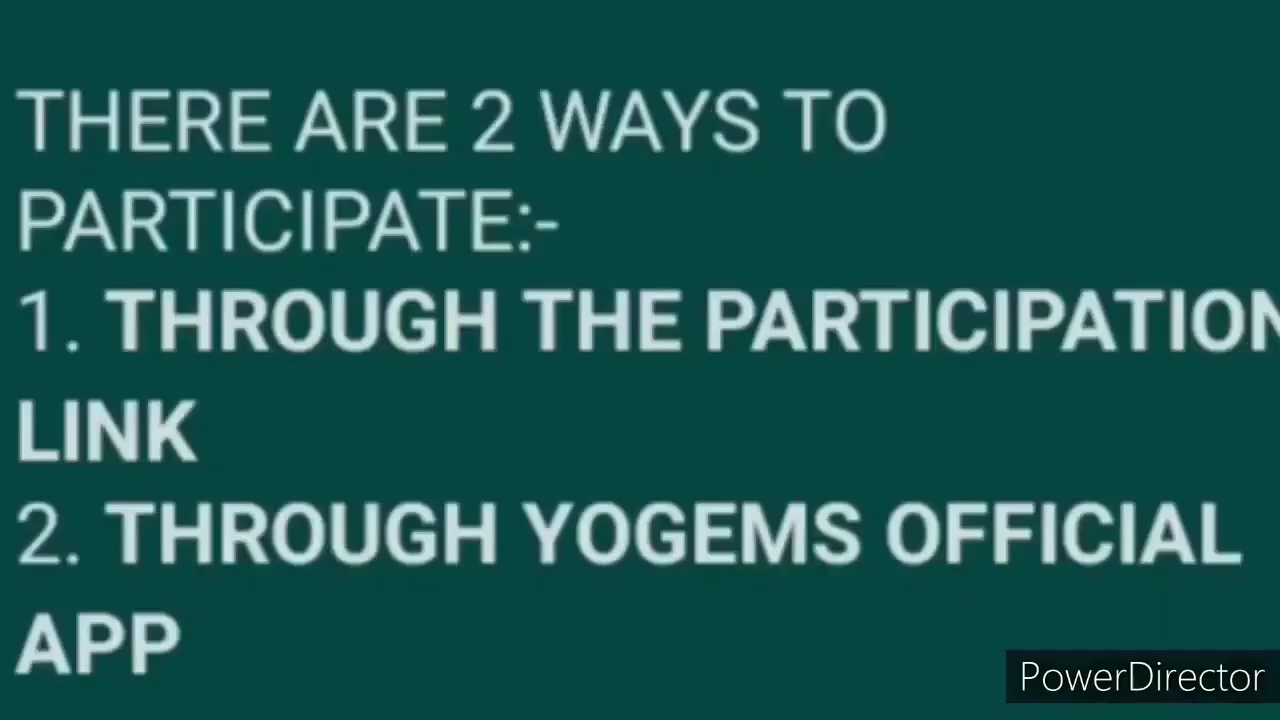 THERE ARE 2 WAYS TO
PARTICIPATE:-
1. THROUGH THE PARTICIPATION
LINK
2. THROUGH YOGEMS OFFICIAL
APP
PowerDirector